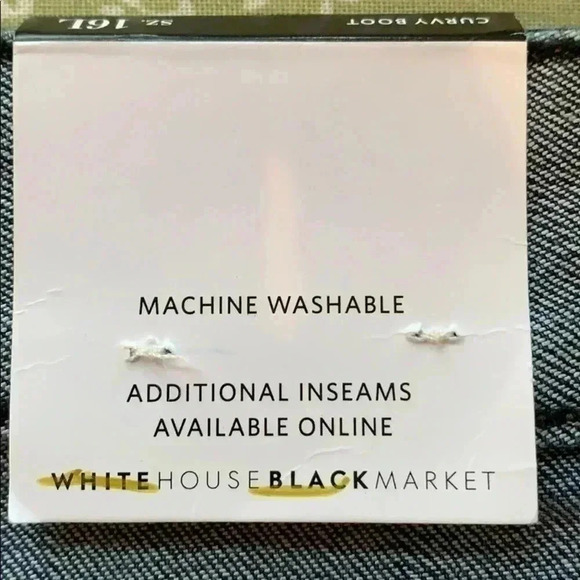 CURVY BOOT SZ. 16L
MACHINE WASHABLE
ADDITIONAL INSEAMS
AVAILABLE ONLINE
WHITEHOUSEBLACKMARKET